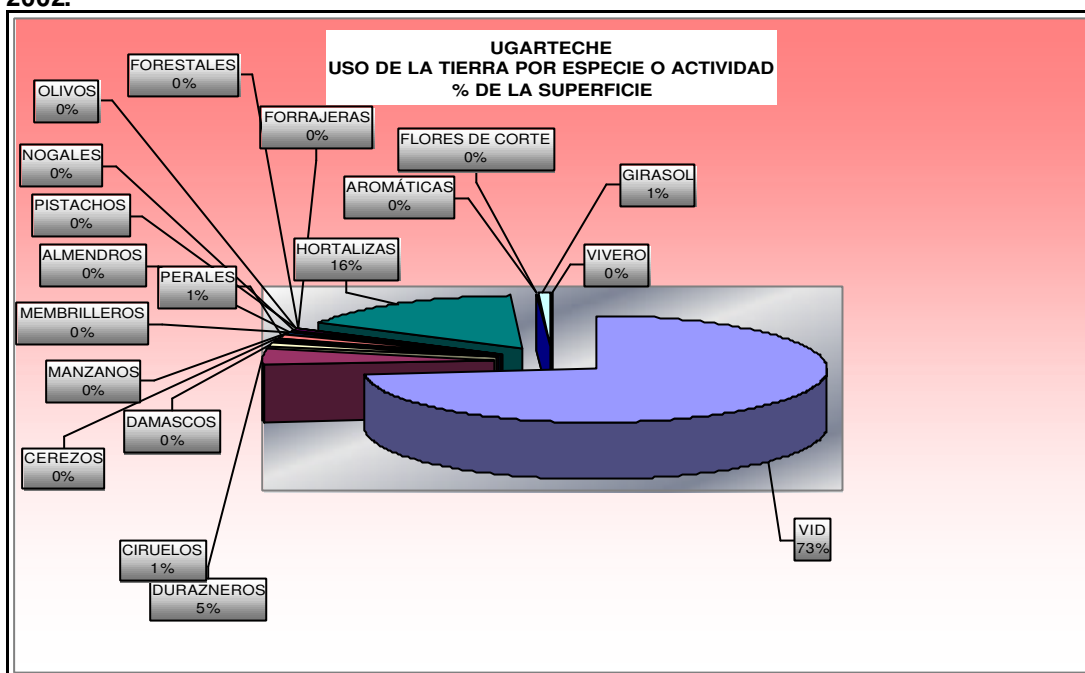 2002.
UGARTECHE
USO DE LA TIERRA POR ESPECIE O ACTIVIDAD
% DE LA SUPERFICIE
FORESTALES
0%
OLIVOS
0%
FORRAJERAS
0%
FLORES DE CORTE
0%
NOGALES
0%
AROMÁTICAS
0%
GIRASOL
1%
PISTACHOS
0%
HORTALIZAS
16%
VIVERO
0%
ALMENDROS
0%
PERALES
1%
MEMBRILLEROS
0%
MANZANOS
0%
DAMASCOS
0%
CEREZOS
0%
VID
73%
CIRUELOS
1%
DURAZNEROS
5%